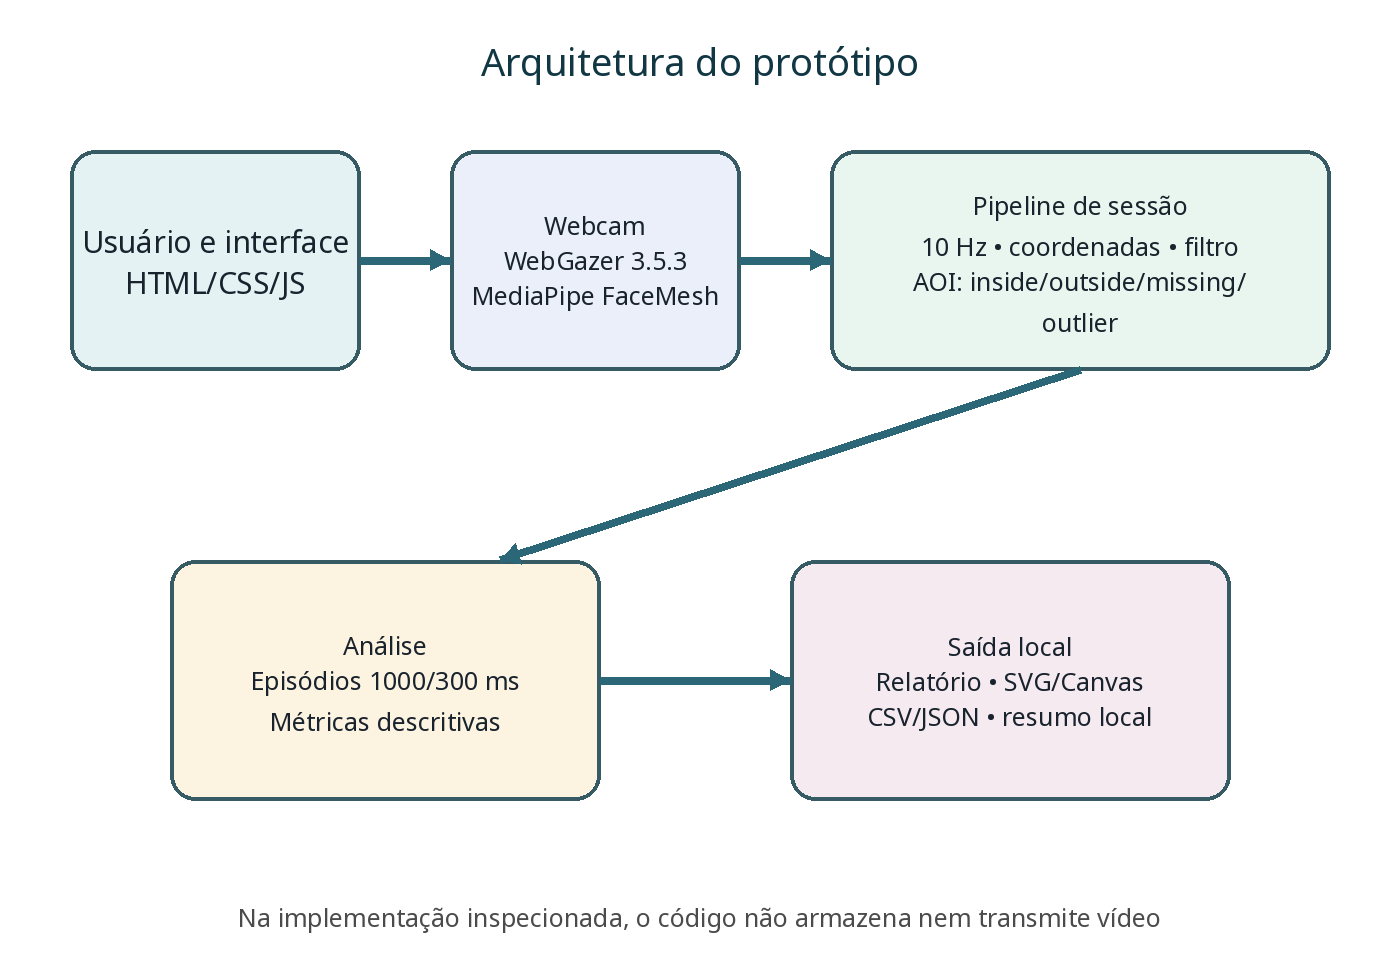 Arquitetura do protótipo
Usuário e interface
HTML/CSS/JS
Webcam
WebGazer 3.5.3
MediaPipe FaceMesh
Pipeline de sessão
10 Hz • coordenadas • filtro
AOI: inside/outside/missing/
outlier
Análise
Episódios 1000/300 ms
Métricas descritivas
Saída local
Relatório • SVG/Canvas
CSV/JSON • resumo local
Na implementação inspecionada, o código não armazena nem transmite vídeo